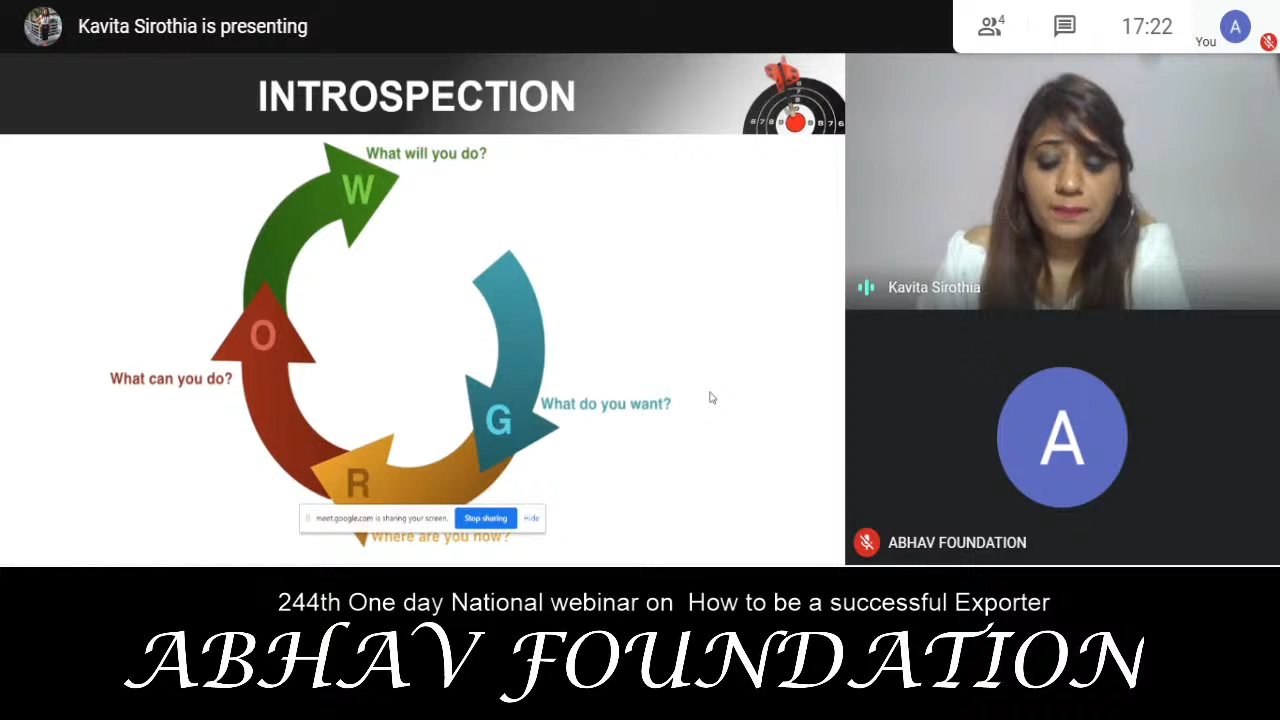 Kavita Sirothia is presenting
4
17:22
You
A
INTROSPECTION
What will you do?
W
O
What can you do?
G
What do you want?
R
meet.google.com is sharing your screen.
Stop sharing
Hide
Where are you now?
Kavita Sirothia
A
ABHAV FOUNDATION
244th One day National webinar on How to be a successful Exporter
ABHAV FOUNDATION